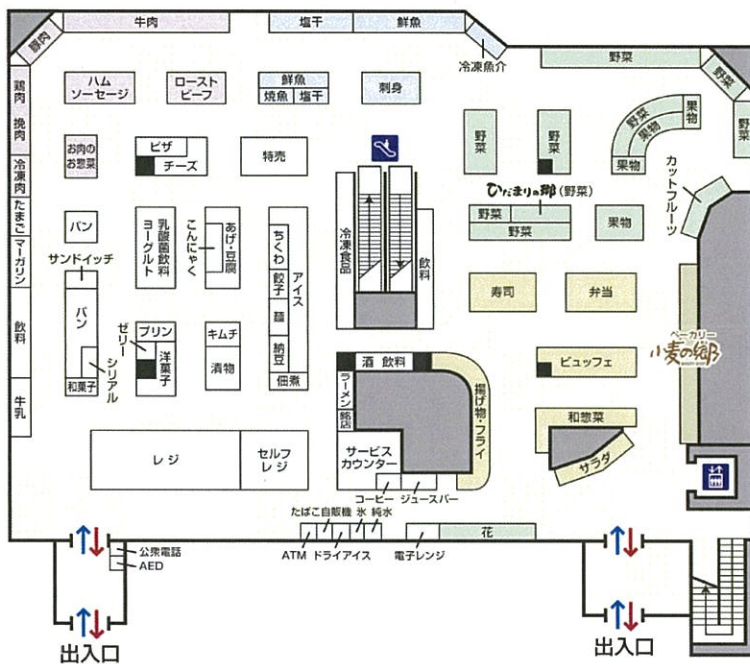 牛肉
塩干
鮮魚
豚肉
冷凍魚介
野菜
野菜
野菜
鶏肉
挽肉
冷凍肉
たまご
マーガリン
飲料
牛乳
ハム
ソーセージ
ロースト
ビーフ
鮮魚
焼魚
塩干
刺身
野菜
野菜
野菜
果物
果物
果物
お肉の
お惣菜
ピザ
チーズ
特売
カットフルーツ
ひだまりの郷(野菜)
野菜
野菜
果物
パン
乳酸菌飲料
ヨーグルト
こんにゃく
あげ・豆腐
ちくわ
餃子
麺
納豆
佃煮
アイス
冷凍食品
飲料
サンドイッチ
パン
シリアル
和菓子
ゼリー
プリン
洋菓子
キムチ
漬物
寿司
弁当
ベーカリー
小麦の郷
酒
飲料
ビュッフェ
ラーメン
銘店
揚げ物・フライ
和惣菜
サラダ
レジ
セルフ
レジ
サービス
カウンター
コーヒー
ジュースバー
たばこ
自販機
氷
純水
ATM
ドライアイス
電子レンジ
花
公衆電話
AED
出入口
出入口